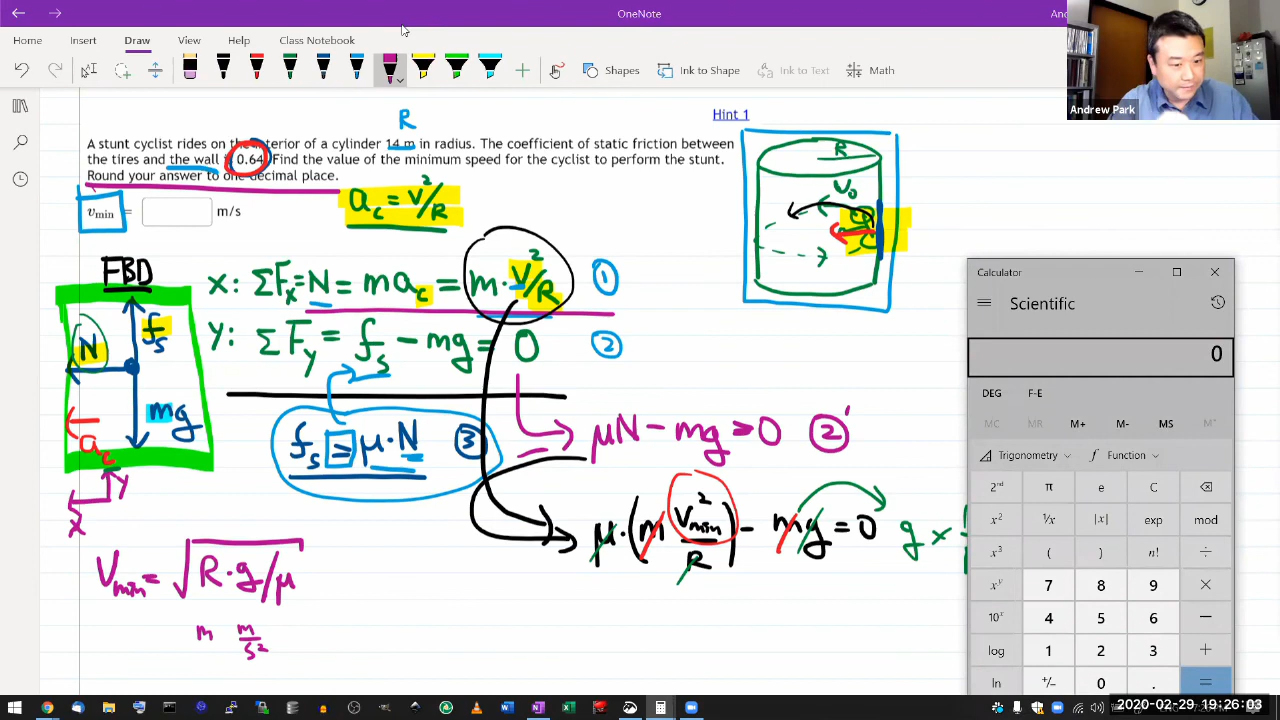 OneNote
An
Home Insert Draw View Help Class Notebook
Shapes Ink to Shape Ink to Text Math
Andrew Park
R
Hint 1
A stunt cyclist rides on the interior of a cylinder 14 m in radius. The coefficient of static friction between
the tires and the wall is 0.64. Find the value of the minimum speed for the cyclist to perform the stunt.
Round your answer to one decimal place.
v_min = m/s
a_c = v²/R
R
V₀
FBD
N
f_s
mg
a_c
Y
X
X: ΣF_x = N = m a_c = m · v²/R ①
Y: ΣF_y = f_s − mg = 0 ②
f_s = μ · N ③
μN − mg = 0 ②'
μ · (m V²_min/R) − mg = 0
g ×
V_min = √(R · g/μ)
m m/s²
Calculator
Scientific
0
DEG F-E
MC MR M+ M- MS
Trigonometry f Function
2ⁿᵈ π e C
²√x |x| exp mod
x³ ( ) n! ÷
xʸ 7 8 9 ×
10ˣ 4 5 6 −
log 1 2 3 +
ln +/− 0 . =
2020-02-29 19:26:03